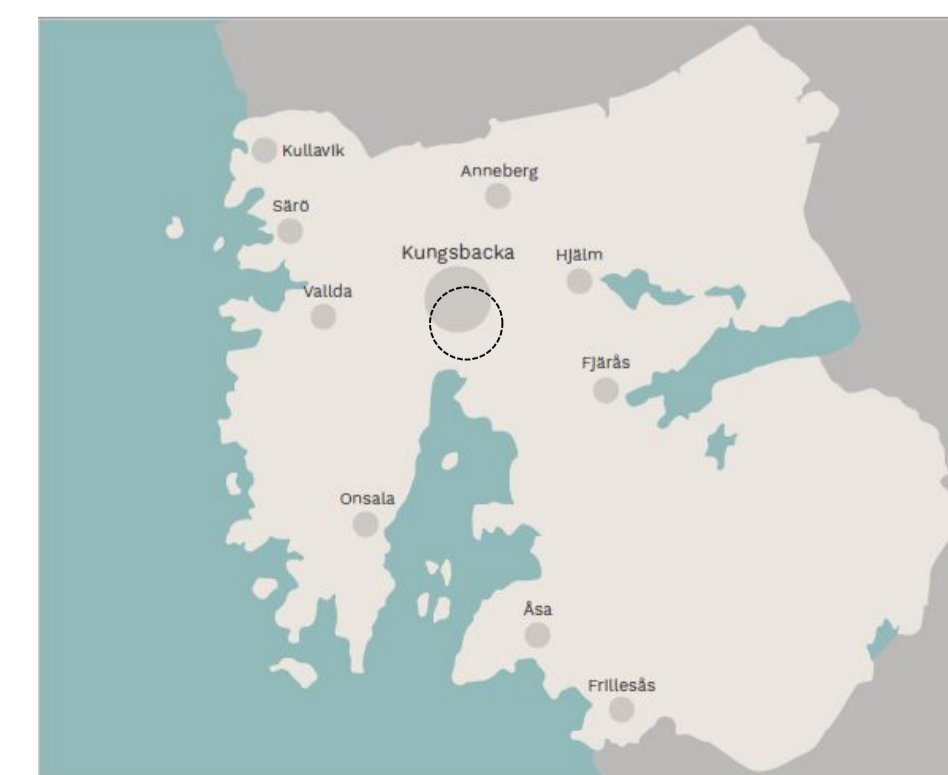 Kullavik
Anneberg
Särö
Kungsbacka
Hjälm
Vallda
Fjärås
Onsala
Åsa
Frillesås